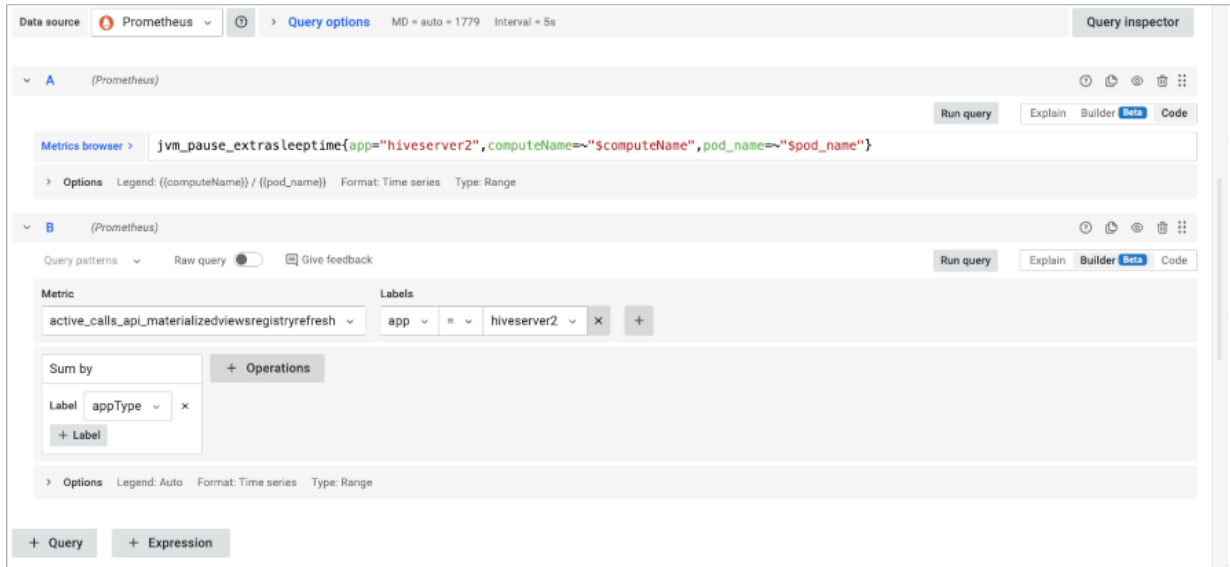 Data source Prometheus > Query options MD = auto = 1779 Interval = 5s Query inspector
A (Prometheus)
Run query Explain Builder Beta Code
Metrics browser > jvm_pause_extrasleeptime{app="hiveserver2",computeName=~"$computeName",pod_name=~"$pod_name"}
> Options Legend: {{computeName}} / {{pod_name}} Format: Time series Type: Range
B (Prometheus)
Query patterns Raw query Give feedback Run query Explain Builder Beta Code
Metric Labels
active_calls_api_materializedviewsregistryrefresh app = hiveserver2 × +
Sum by + Operations
Label appType ×
+ Label
> Options Legend: Auto Format: Time series Type: Range
+ Query + Expression